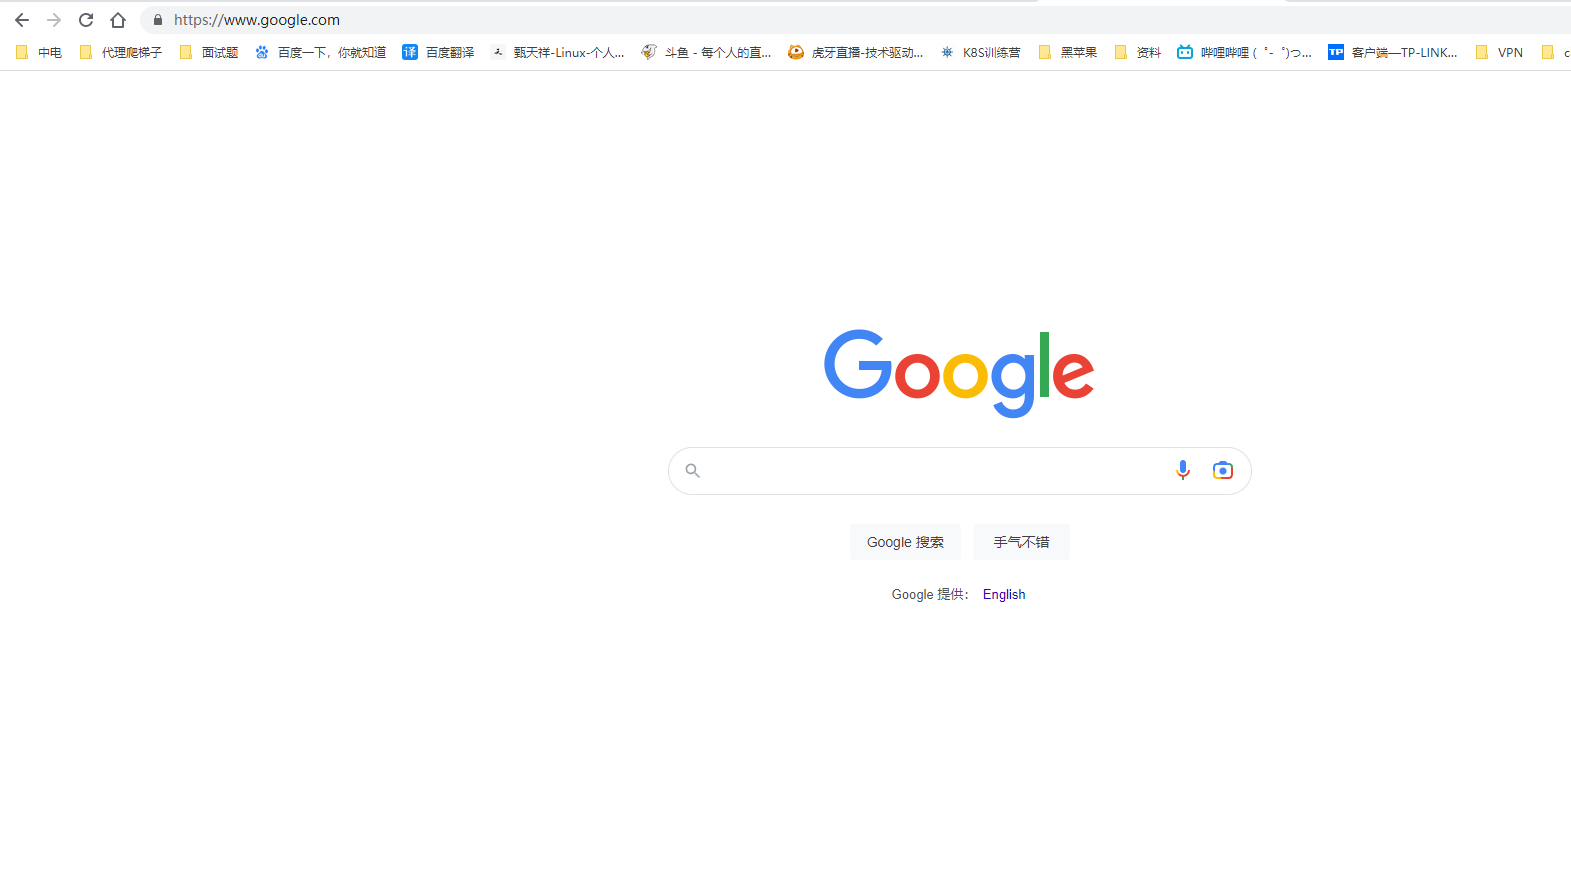 https://www.google.com
中电 代理爬梯子 面试题 百度一下，你就知道 百度翻译 甄天祥-Linux-个人... 斗鱼 - 每个人的直... 虎牙直播-技术驱动... K8S训练营 黑苹果 资料 哔哩哔哩 (゜-゜)つ... 客户端—TP-LINK... VPN
Google
Google 搜索 手气不错
Google 提供： English